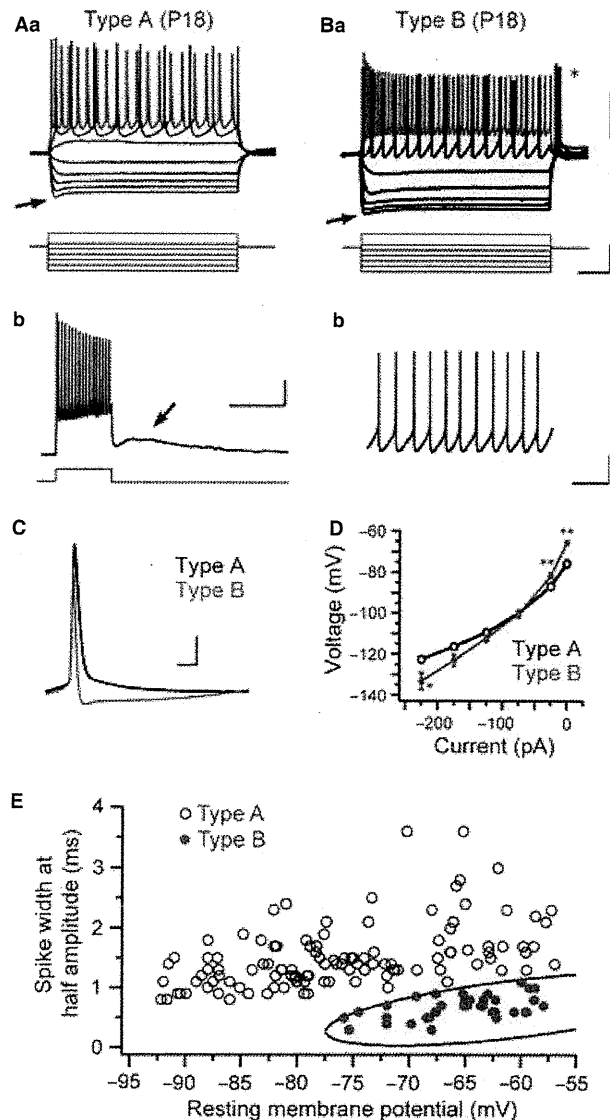 Aa Type A (P18)
Ba Type B (P18)
*
b
b
C
Type A
Type B
D
Voltage (mV)
-60
-80
-100
-120
-140
**
**
*
Type A
Type B
-200 -100 0
Current (pA)
E
Spike width at
half amplitude (ms)
4
3
2
1
0
Type A
Type B
-95 -90 -85 -80 -75 -70 -65 -60 -55
Resting membrane potential (mV)